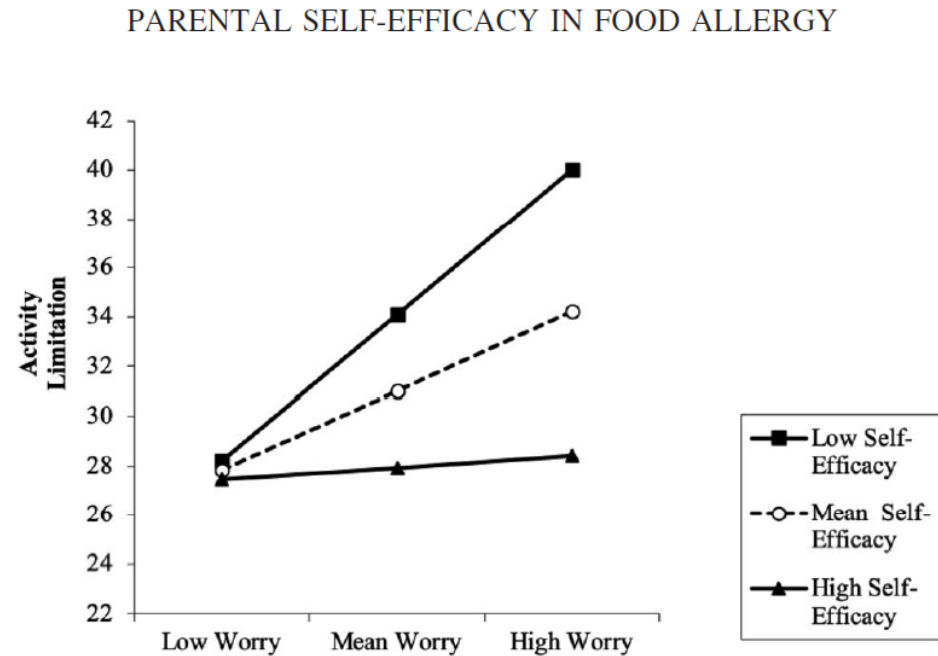 PARENTAL SELF-EFFICACY IN FOOD ALLERGY
42
40
38
36
34
32
30
28
26
24
22
Activity
Limitation
Low Worry
Mean Worry
High Worry
Low Self-
Efficacy
Mean Self-
Efficacy
High Self-
Efficacy